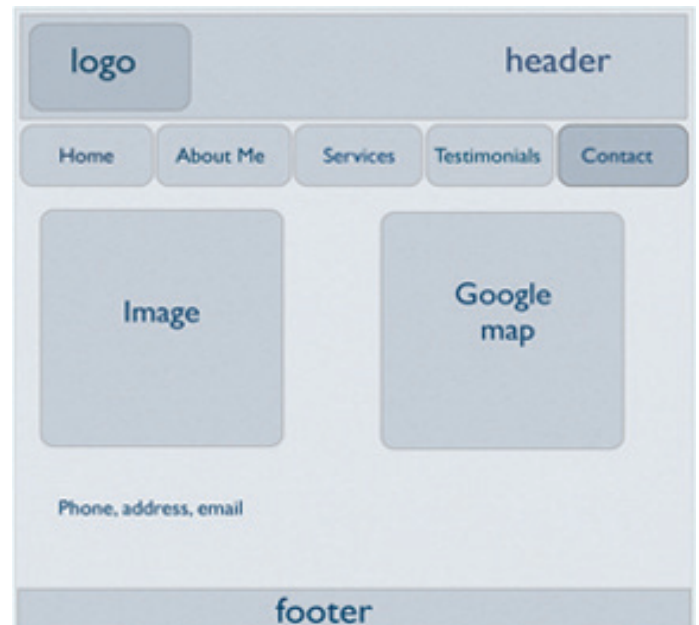 logo
header
Home
About Me
Services
Testimonials
Contact
Image
Google
map
Phone, address, email
footer